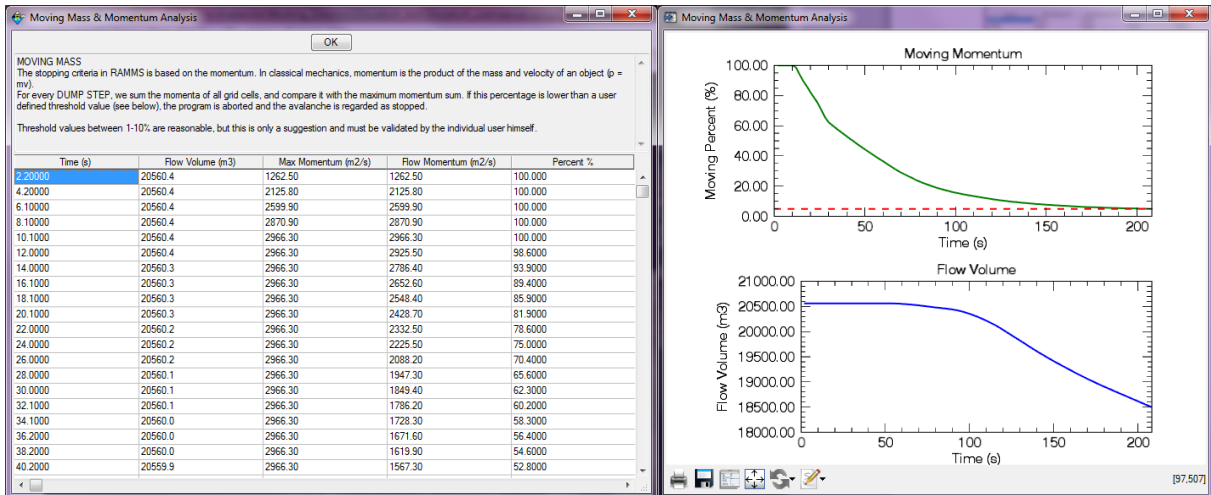 Moving Mass & Momentum Analysis
OK
MOVING MASS
The stopping criteria in RAMMS is based on the momentum. In classical mechanics, momentum is the product of the mass and velocity of an object (p =
mv).
For every DUMP STEP, we sum the momenta of all grid cells, and compare it with the maximum momentum sum. If this percentage is lower than a user
defined threshold value (see below), the program is aborted and the avalanche is regarded as stopped.
Threshold values between 1-10% are reasonable, but this is only a suggestion and must be validated by the individual user himself.
Time (s) Flow Volume (m3) Max Momentum (m2/s) Flow Momentum (m2/s) Percent %
2.20000 20560.4 1262.50 1262.50 100.000
4.20000 20560.4 2125.80 2125.80 100.000
6.10000 20560.4 2599.90 2599.90 100.000
8.10000 20560.4 2870.90 2870.90 100.000
10.1000 20560.4 2966.30 2966.30 100.000
12.0000 20560.4 2966.30 2925.50 98.6000
14.0000 20560.3 2966.30 2786.40 93.9000
16.1000 20560.3 2966.30 2652.60 89.4000
18.1000 20560.3 2966.30 2548.40 85.9000
20.1000 20560.3 2966.30 2428.70 81.9000
22.0000 20560.2 2966.30 2332.50 78.6000
24.0000 20560.2 2966.30 2225.50 75.0000
26.0000 20560.2 2966.30 2088.20 70.4000
28.0000 20560.1 2966.30 1947.30 65.6000
30.0000 20560.1 2966.30 1849.40 62.3000
32.1000 20560.1 2966.30 1786.20 60.2000
34.1000 20560.0 2966.30 1728.30 58.3000
36.2000 20560.0 2966.30 1671.60 56.4000
38.2000 20560.0 2966.30 1619.90 54.6000
40.2000 20559.9 2966.30 1567.30 52.8000
Moving Mass & Momentum Analysis
Moving Momentum
Moving Percent (%)
100.00
80.00
60.00
40.00
20.00
0.00
0 50 100 150 200
Time (s)
Flow Volume
Flow Volume (m3)
21000.00
20500.00
20000.00
19500.00
19000.00
18500.00
18000.00
0 50 100 150 200
Time (s)
[97,507]